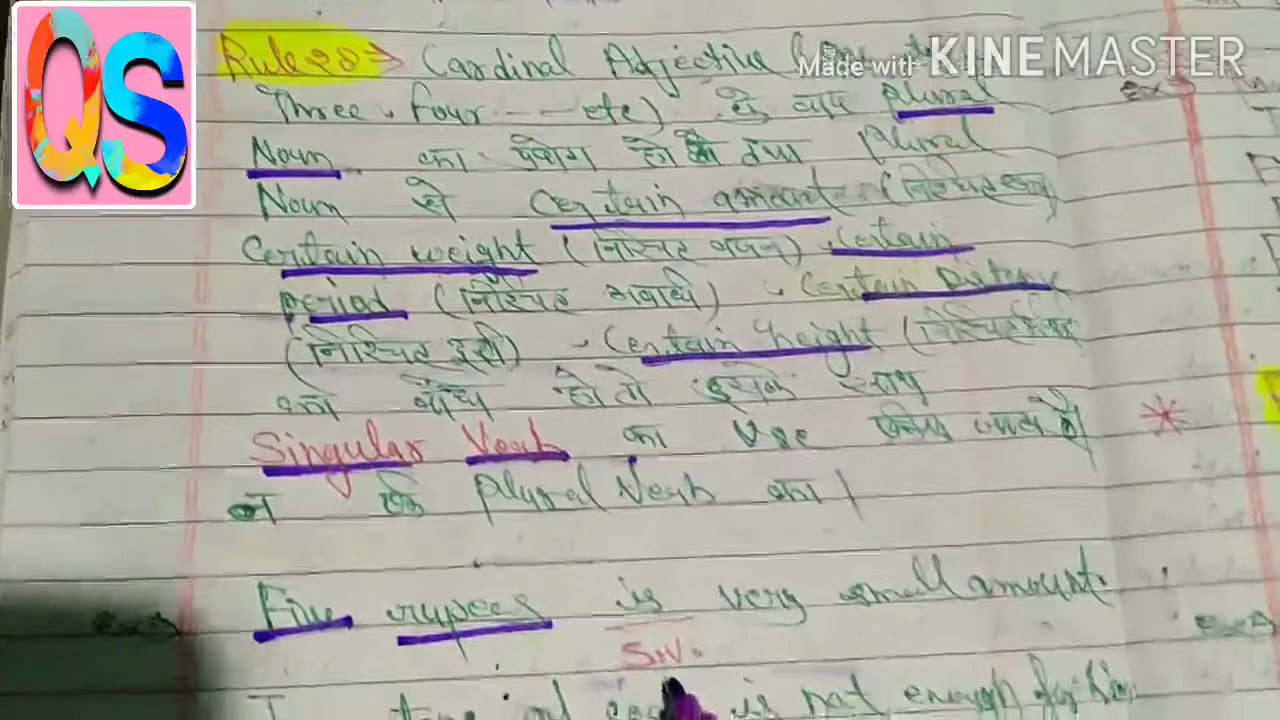 QS
Made with KINEMASTER
Rule 28 → Cardinal Adjective
Three, Four ---- etc) के बाद plural
Noun का प्रयोग हो तथा Plural
Noun से Certain amount (निश्चित
Certain weight (निश्चित वजन), Certain
period (निश्चित अवधि), Certain Distance
(निश्चित दूरी), Certain height (निश्चित
को बोध हो तो इसके साथ
Singular Verb का Use किया जाता है
न कि Plural Verb का।
Ex → Five rupees is very small amount.
S.V.
is not enough for